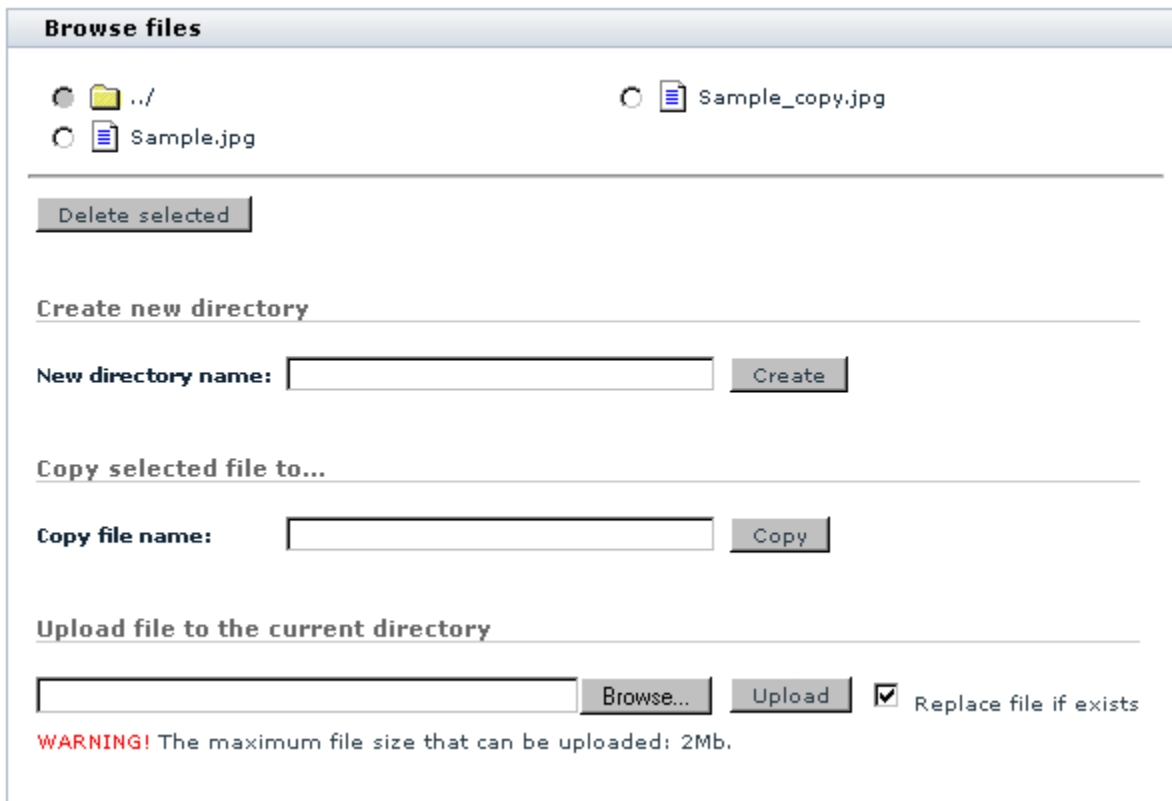 Browse files
../
Sample_copy.jpg
Sample.jpg
Delete selected
Create new directory
New directory name:
Create
Copy selected file to...
Copy file name:
Copy
Upload file to the current directory
Browse...
Upload
Replace file if exists
WARNING! The maximum file size that can be uploaded: 2Mb.